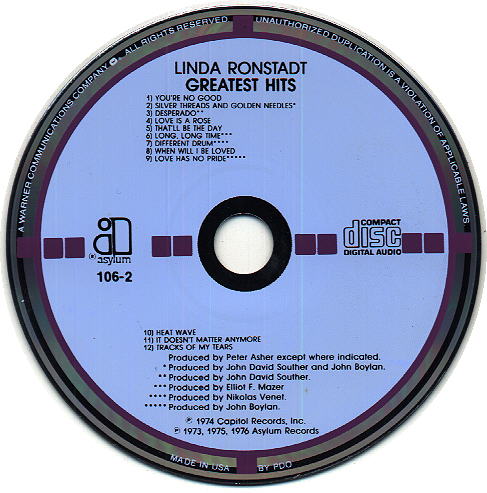 A WARNER COMMUNICATIONS COMPANY ℗ ALL RIGHTS RESERVED UNAUTHORIZED DUPLICATION IS A VIOLATION OF APPLICABLE LAWS.
LINDA RONSTADT
GREATEST HITS
1) YOU'RE NO GOOD
2) SILVER THREADS AND GOLDEN NEEDLES*
3) DESPERADO**
4) LOVE IS A ROSE
5) THAT'LL BE THE DAY
6) LONG, LONG TIME***
7) DIFFERENT DRUM****
8) WHEN WILL I BE LOVED
9) LOVE HAS NO PRIDE*****
asylum
106-2
COMPACT
disc
DIGITAL AUDIO
10) HEAT WAVE
11) IT DOESN'T MATTER ANYMORE
12) TRACKS OF MY TEARS
Produced by Peter Asher except where indicated.
*Produced by John David Souther and John Boylan.
**Produced by John David Souther.
***Produced by Elliot F. Mazer
****Produced by Nikolas Venet.
*****Produced by John Boylan.
℗ 1974 Capitol Records, Inc.
℗ 1973, 1975, 1976 Asylum Records
MADE IN USA BY PDO